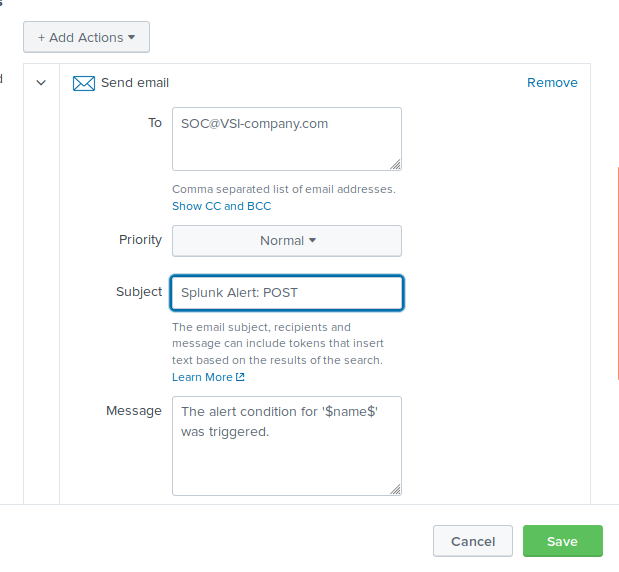 s
+ Add Actions
d
Send email
Remove
To
SOC@VSI-company.com
Comma separated list of email addresses.
Show CC and BCC
Priority
Normal
Subject
Splunk Alert: POST
The email subject, recipients and
message can include tokens that insert
text based on the results of the search.
Learn More
Message
The alert condition for '$name$'
was triggered.
Cancel
Save